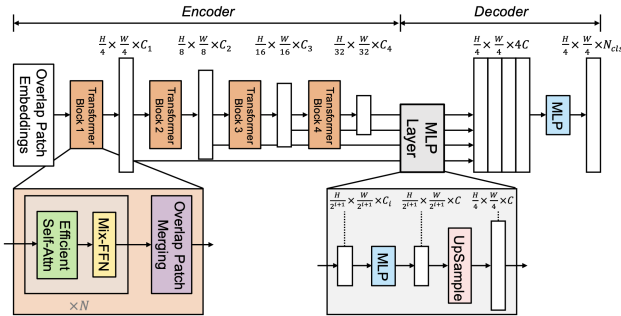 Encoder
Decoder
H/4 × W/4 × C₁
H/8 × W/8 × C₂
H/16 × W/16 × C₃
H/32 × W/32 × C₄
H/4 × W/4 × 4C
H/4 × W/4 × N_cls
Overlap Patch
Embeddings
Transformer
Block 1
Transformer
Block 2
Transformer
Block 3
Transformer
Block 4
MLP
Layer
MLP
Efficient
Self-Attn
Mix-FFN
×N
Overlap Patch
Merging
H/2^{i+1} × W/2^{i+1} × C_i
H/2^{i+1} × W/2^{i+1} × C
H/4 × W/4 × C
MLP
UpSample